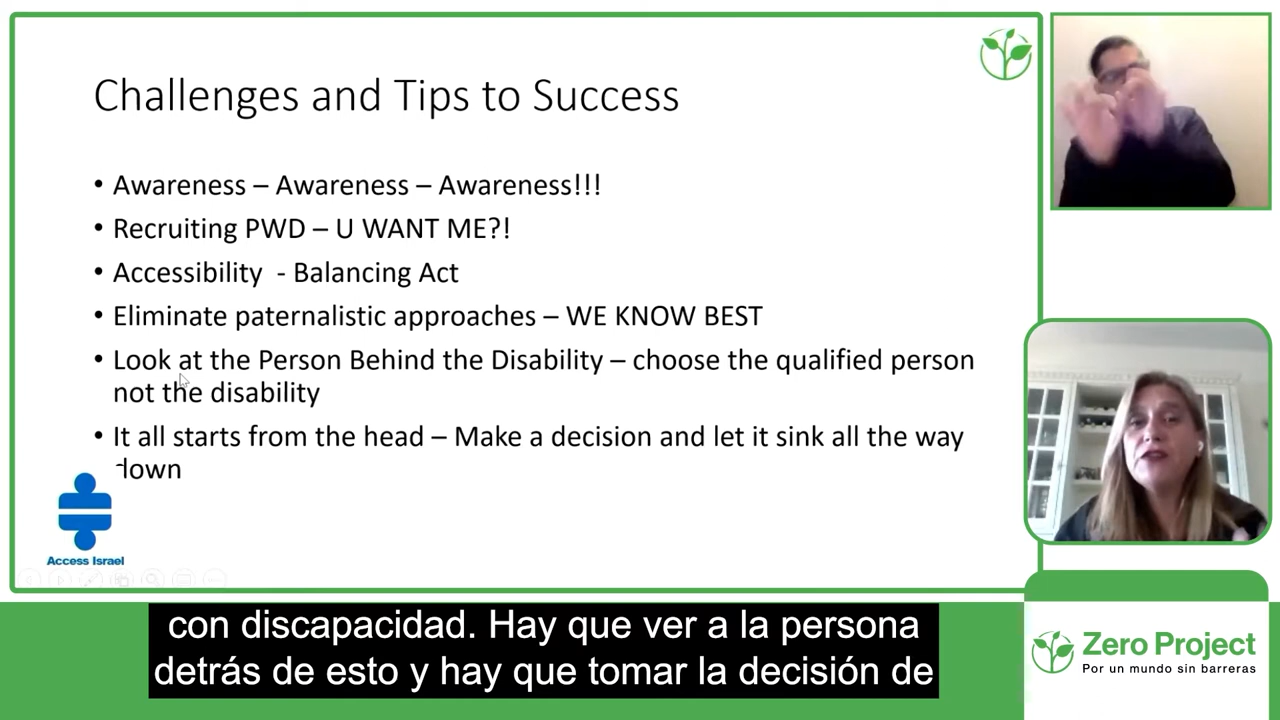 Challenges and Tips to Success
• Awareness – Awareness – Awareness!!!
• Recruiting PWD – U WANT ME?!
• Accessibility - Balancing Act
• Eliminate paternalistic approaches – WE KNOW BEST
• Look at the Person Behind the Disability – choose the qualified person
not the disability
• It all starts from the head – Make a decision and let it sink all the way
down
Access Israel
con discapacidad. Hay que ver a la persona
detrás de esto y hay que tomar la decisión de
Zero Project
Por un mundo sin barreras